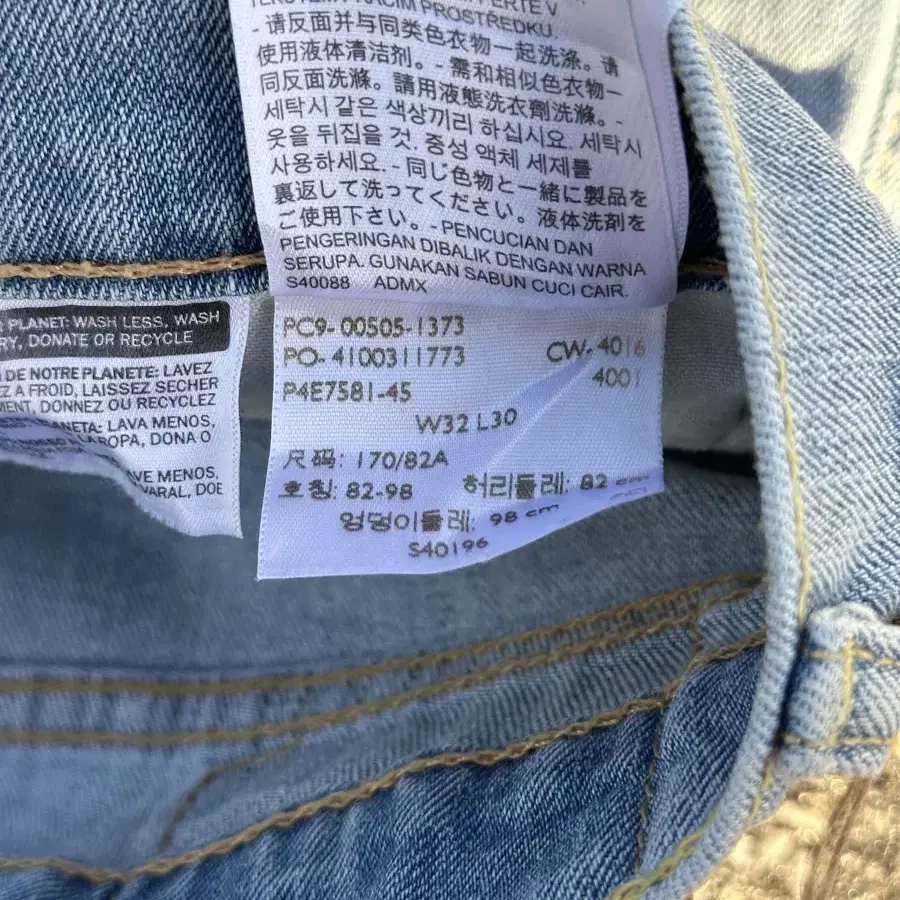 PROSTŘEDKU.
- 请反面并与同类色衣物一起洗涤。请
使用液体清洁剂。- 需和相似色衣物一
同反面洗滌。請用液態洗衣劑洗滌。-
세탁시 같은 색상끼리 하십시요. 세탁시
옷을 뒤집을 것. 중성 액체 세제를
사용하세요. - 同じ色物と一緒に製品を
裏返して洗ってください。液体洗剤を
ご使用下さい。- PENCUCIAN DAN
PENGERINGAN DIBALIK DENGAN WARNA
SERUPA. GUNAKAN SABUN CUCI CAIR.
S40088 ADMX
PLANET: WASH LESS, WASH
DONATE OR RECYCLE
DE NOTRE PLANETE: LAVEZ
A FROID, LAISSEZ SECHER
DONNEZ OU RECYCLEZ
LAVA MENOS,
DONA O
MENOS,
DOE
PC9-00505-1373
PO-4100311773 CW-4016
P4E7581-45 4001
W32 L30
尺码: 170/82A
호칭: 82-98 허리둘레: 82 cm
엉덩이둘레: 98 cm
S40196